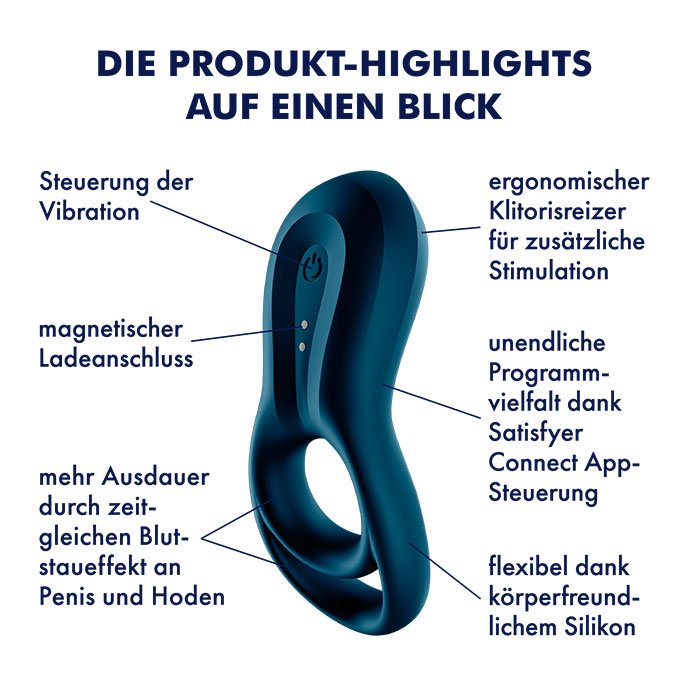 DIE PRODUKT-HIGHLIGHTS
AUF EINEN BLICK
Steuerung der
Vibration
magnetischer
Ladeanschluss
mehr Ausdauer
durch zeit-
gleichen Blut-
staueffekt an
Penis und Hoden
ergonomischer
Klitorisreizer
für zusätzliche
Stimulation
unendliche
Programm-
vielfalt dank
Satisfyer
Connect App-
Steuerung
flexibel dank
körperfreund-
lichem Silikon